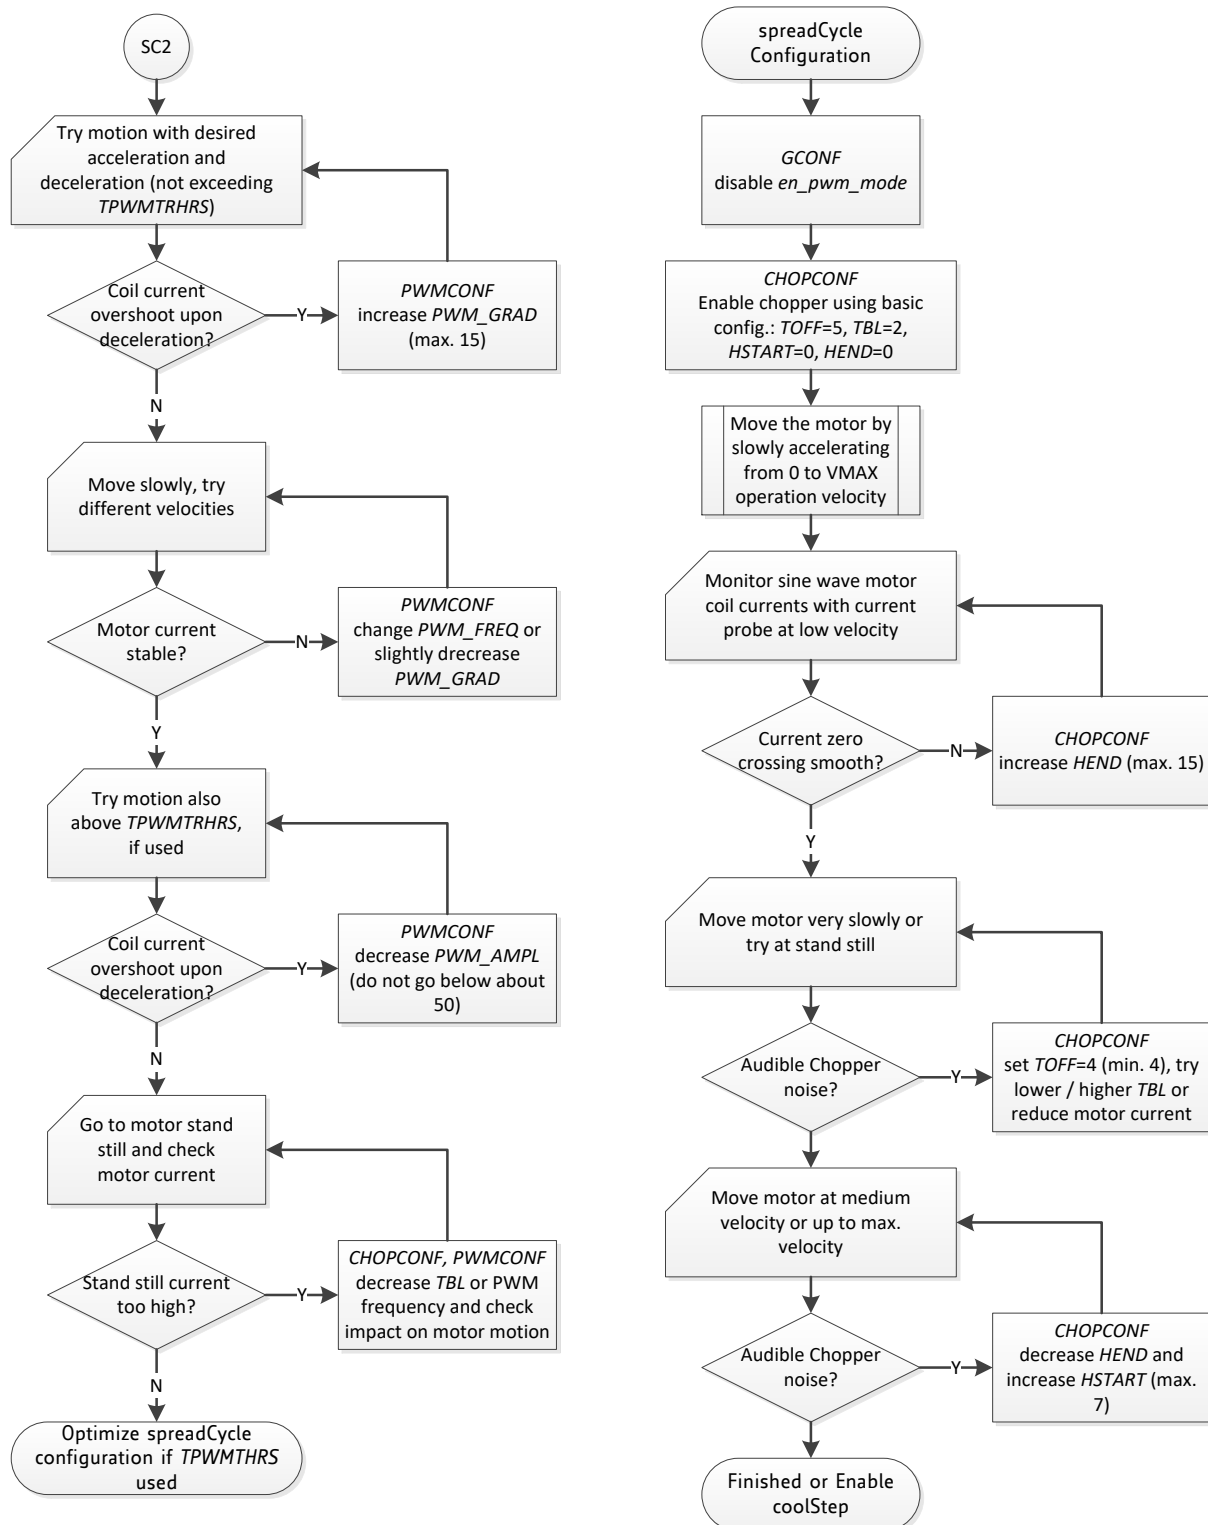 SC2
Try motion with desired
acceleration and
deceleration (not exceeding
TPWMTRHRS)
Coil current
overshoot upon
deceleration?
Y
PWMCONF
increase PWM_GRAD
(max. 15)
N
Move slowly, try
different velocities
Motor current
stable?
N
PWMCONF
change PWM_FREQ or
slightly drecrease
PWM_GRAD
Y
Try motion also
above TPWMTRHRS,
if used
Coil current
overshoot upon
deceleration?
Y
PWMCONF
decrease PWM_AMPL
(do not go below about
50)
N
Go to motor stand
still and check
motor current
Stand still current
too high?
Y
CHOPCONF, PWMCONF
decrease TBL or PWM
frequency and check
impact on motor motion
N
Optimize spreadCycle
configuration if TPWMTHRS
used
spreadCycle
Configuration
GCONF
disable en_pwm_mode
CHOPCONF
Enable chopper using basic
config.: TOFF=5, TBL=2,
HSTART=0, HEND=0
Move the motor by
slowly accelerating
from 0 to VMAX
operation velocity
Monitor sine wave motor
coil currents with current
probe at low velocity
Current zero
crossing smooth?
N
CHOPCONF
increase HEND (max. 15)
Y
Move motor very slowly or
try at stand still
Audible Chopper
noise?
Y
CHOPCONF
set TOFF=4 (min. 4), try
lower / higher TBL or
reduce motor current
Move motor at medium
velocity or up to max.
velocity
Audible Chopper
noise?
Y
CHOPCONF
decrease HEND and
increase HSTART (max.
7)
Finished or Enable
coolStep